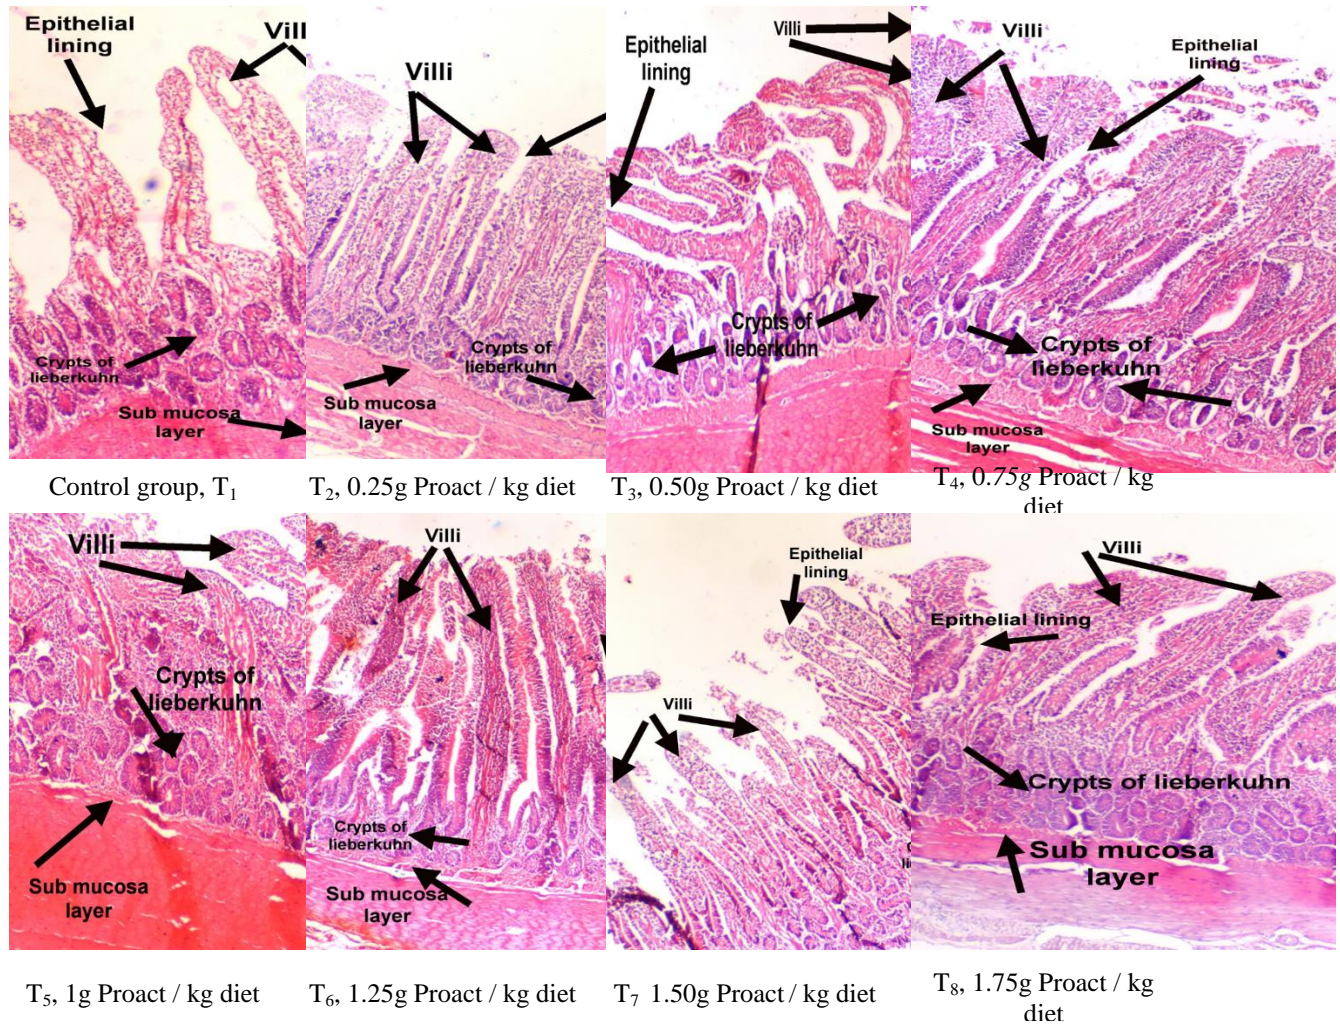 Epithelial
lining
Vill
Crypts of
lieberkuhn
Sub mucosa
layer
Control group, T₁
Villi
Crypts of
lieberkuhn
Sub mucosa
layer
T₂, 0.25g Proact / kg diet
Villi
Epithelial
lining
Crypts of
lieberkuhn
T₃, 0.50g Proact / kg diet
Villi
Epithelial
lining
Crypts of
lieberkuhn
Sub mucosa
layer
T₄, 0.75g Proact / kg
diet
Villi
Crypts of
lieberkuhn
Sub mucosa
layer
T₅, 1g Proact / kg diet
Villi
Crypts of
lieberkuhn
Sub mucosa
layer
T₆, 1.25g Proact / kg diet
Epithelial
lining
Villi
T₇ 1.50g Proact / kg diet
Villi
Epithelial lining
Crypts of lieberkuhn
Sub mucosa
layer
T₈, 1.75g Proact / kg
diet